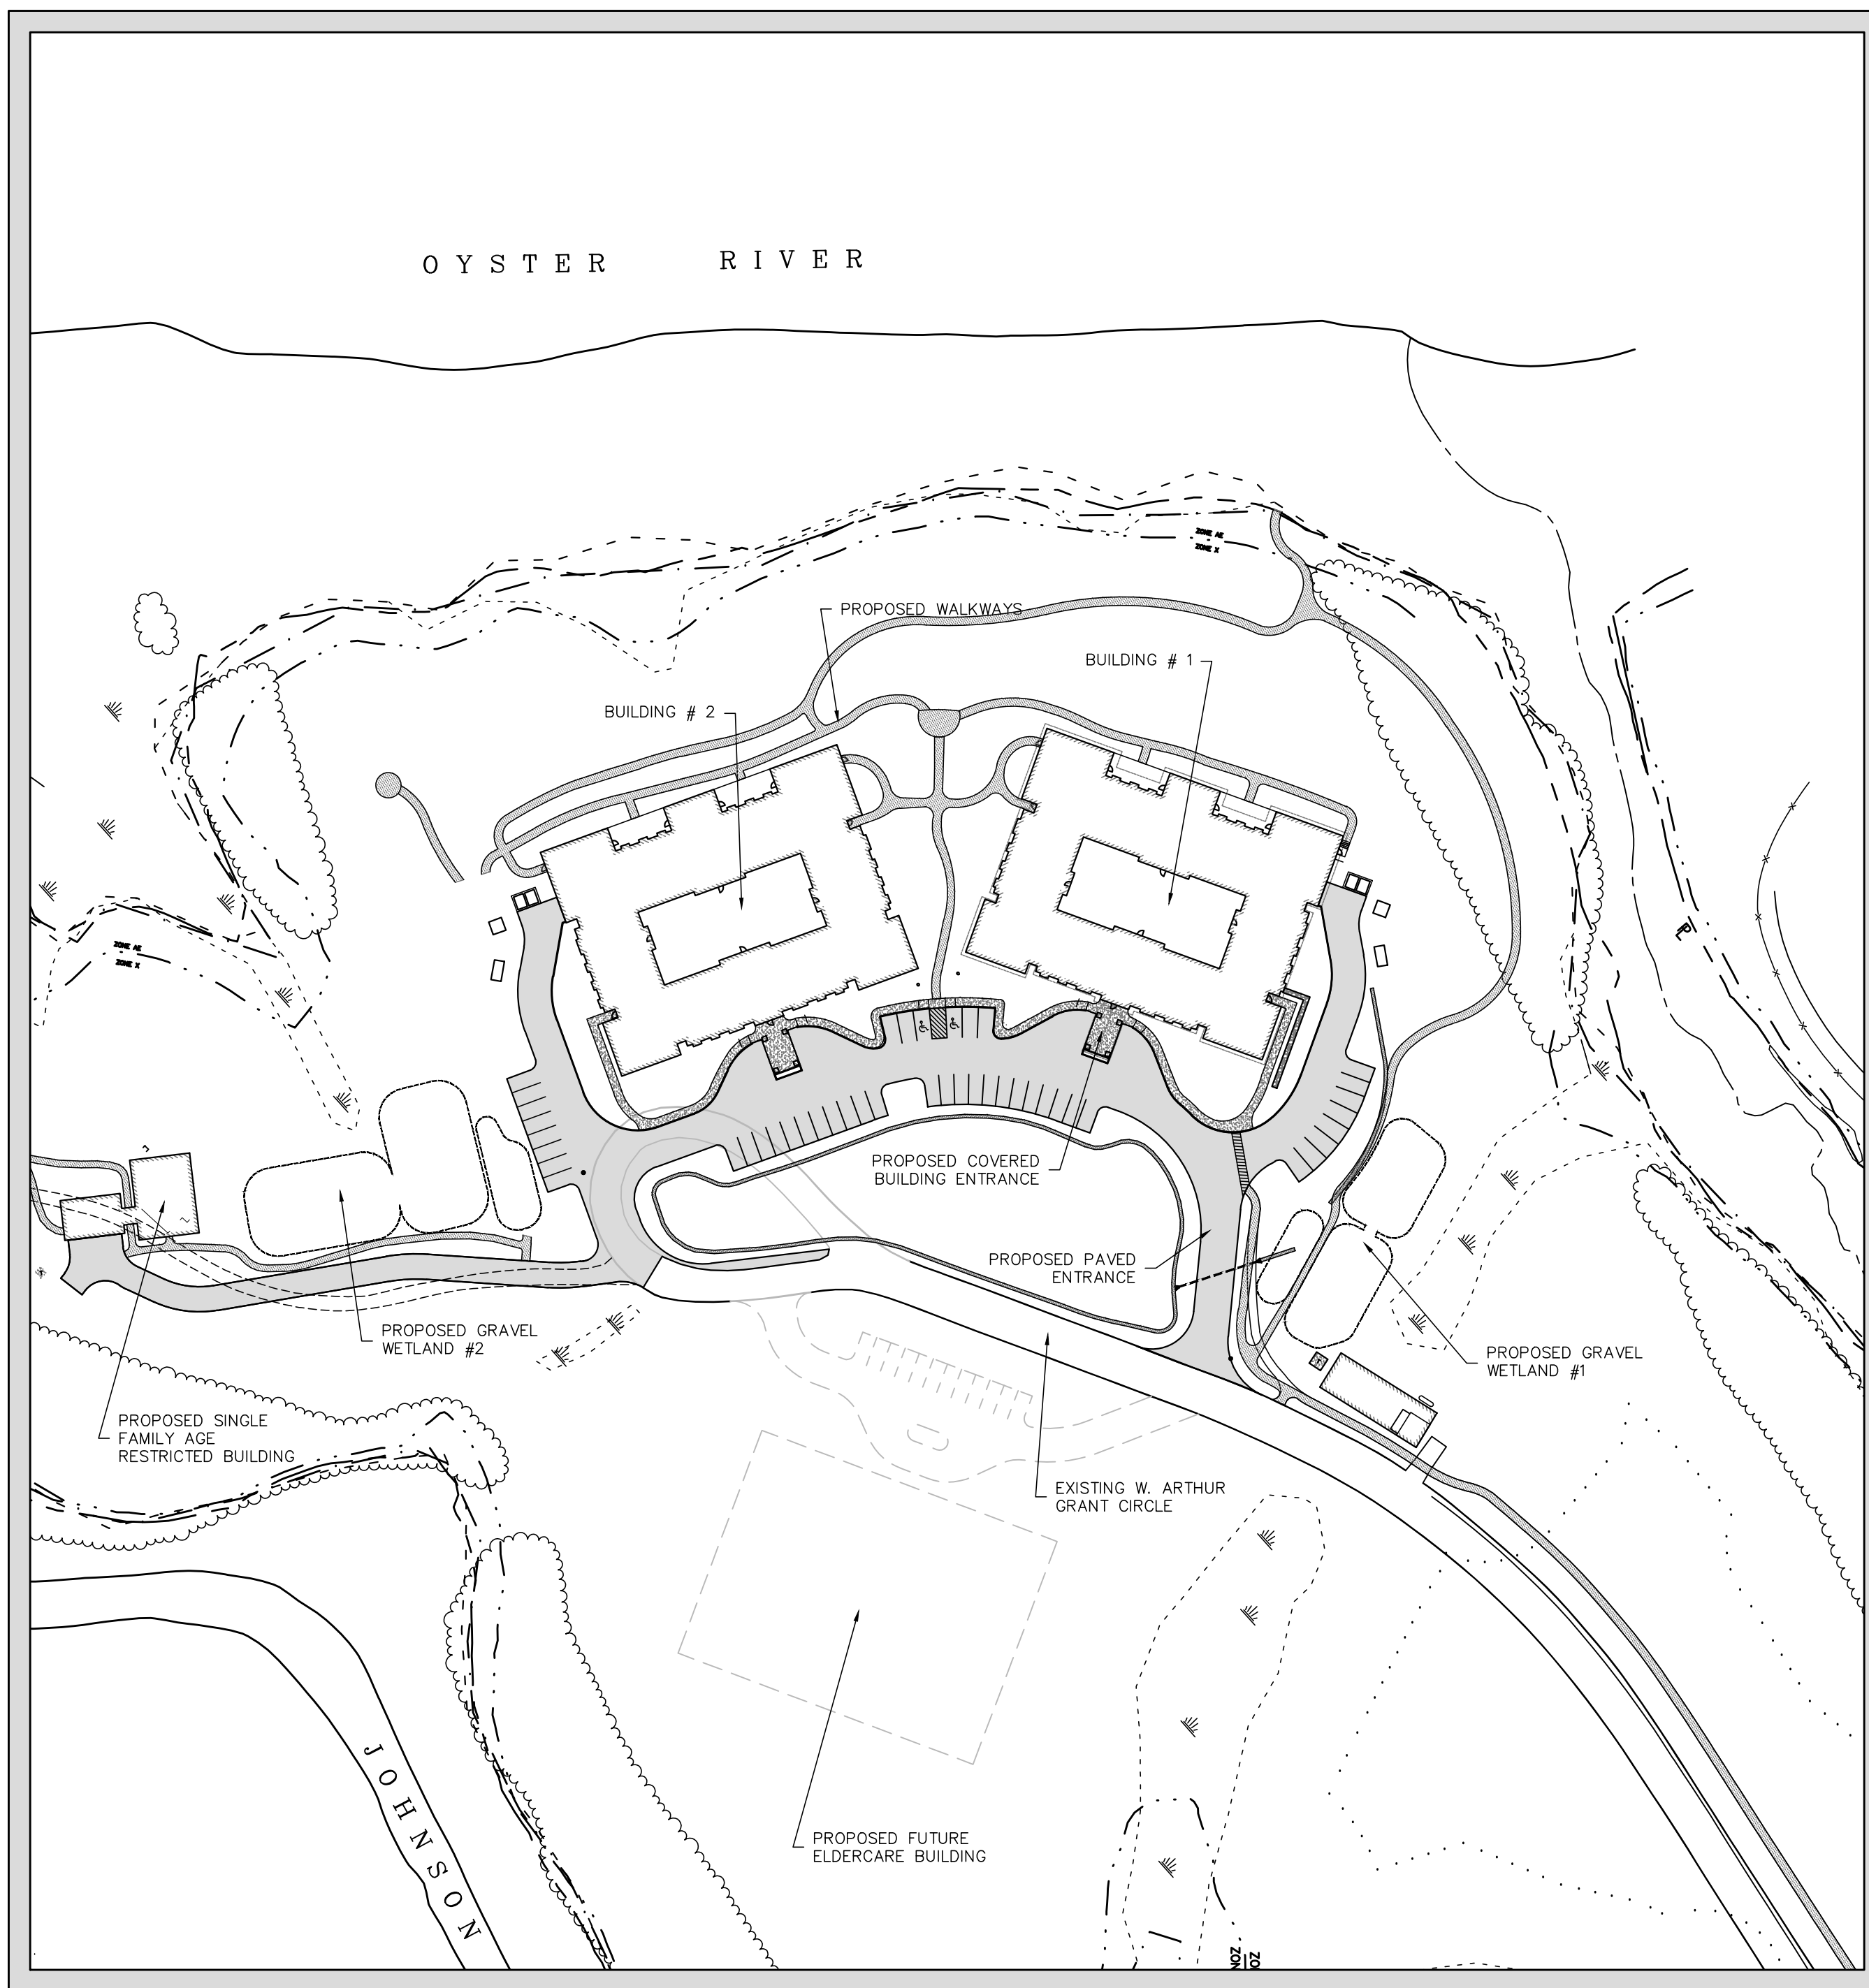 OYSTER RIVER
ZONE AE
ZONE X
PROPOSED WALKWAYS
BUILDING # 1
BUILDING # 2
ZONE AE
ZONE X
PROPOSED COVERED
BUILDING ENTRANCE
PROPOSED PAVED
ENTRANCE
PROPOSED GRAVEL
WETLAND #2
PROPOSED GRAVEL
WETLAND #1
PROPOSED SINGLE
FAMILY AGE
RESTRICTED BUILDING
EXISTING W. ARTHUR
GRANT CIRCLE
JOHNSON
PROPOSED FUTURE
ELDERCARE BUILDING